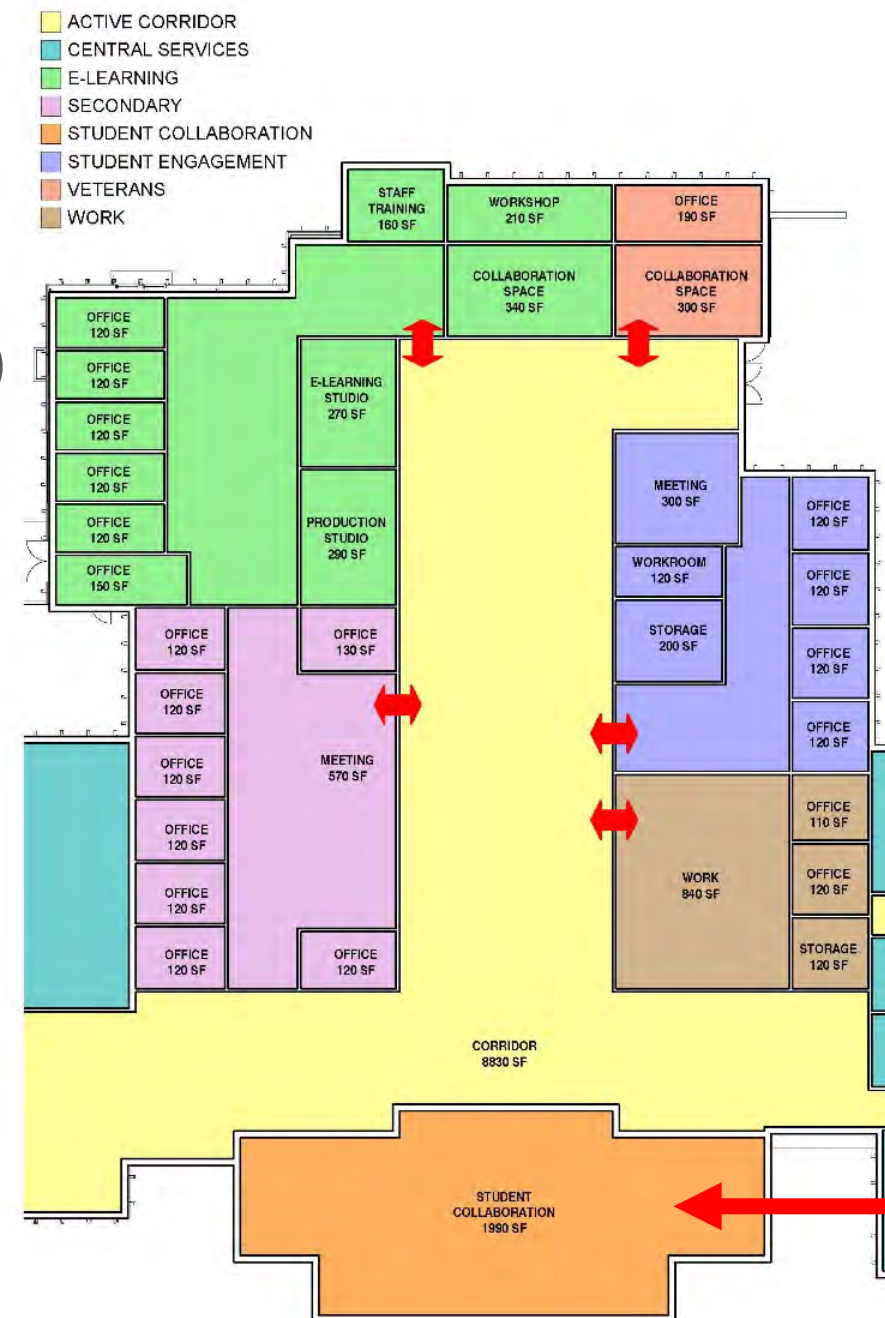 ACTIVE CORRIDOR
CENTRAL SERVICES
E-LEARNING
SECONDARY
STUDENT COLLABORATION
STUDENT ENGAGEMENT
VETERANS
WORK
STAFF
TRAINING
160 SF
WORKSHOP
210 SF
OFFICE
190 SF
COLLABORATION
SPACE
340 SF
COLLABORATION
SPACE
300 SF
OFFICE
120 SF
OFFICE
120 SF
OFFICE
120 SF
OFFICE
120 SF
OFFICE
120 SF
OFFICE
150 SF
E-LEARNING
STUDIO
270 SF
PRODUCTION
STUDIO
290 SF
MEETING
300 SF
WORKROOM
120 SF
STORAGE
200 SF
OFFICE
120 SF
OFFICE
120 SF
OFFICE
120 SF
OFFICE
120 SF
OFFICE
120 SF
OFFICE
120 SF
OFFICE
120 SF
OFFICE
120 SF
OFFICE
120 SF
OFFICE
120 SF
OFFICE
130 SF
MEETING
570 SF
OFFICE
120 SF
WORK
840 SF
OFFICE
110 SF
OFFICE
120 SF
STORAGE
120 SF
CORRIDOR
8830 SF
STUDENT
COLLABORATION
1990 SF